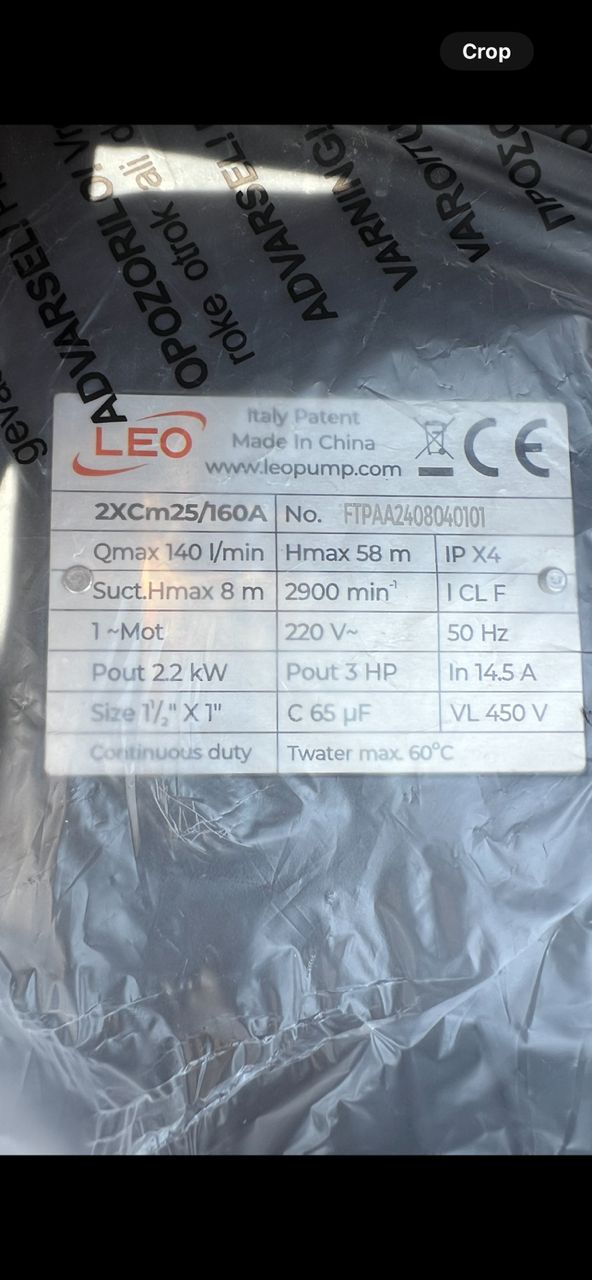 Crop
ADVARSEL!
OPOZORILO!
roke otrok ali d
ADVARSEL!
VARNING!
LEO
Italy Patent
Made In China
www.leopump.com
CE
2XCm25/160A No. FTPAA2408040101
Qmax 140 l/min Hmax 58 m IP X4
Suct.Hmax 8 m 2900 min⁻¹ I CL F
1 ~Mot 220 V~ 50 Hz
Pout 2.2 kW Pout 3 HP In 14.5 A
Size 1½" X 1" C 65 µF VL 450 V
Continuous duty Twater max. 60°C